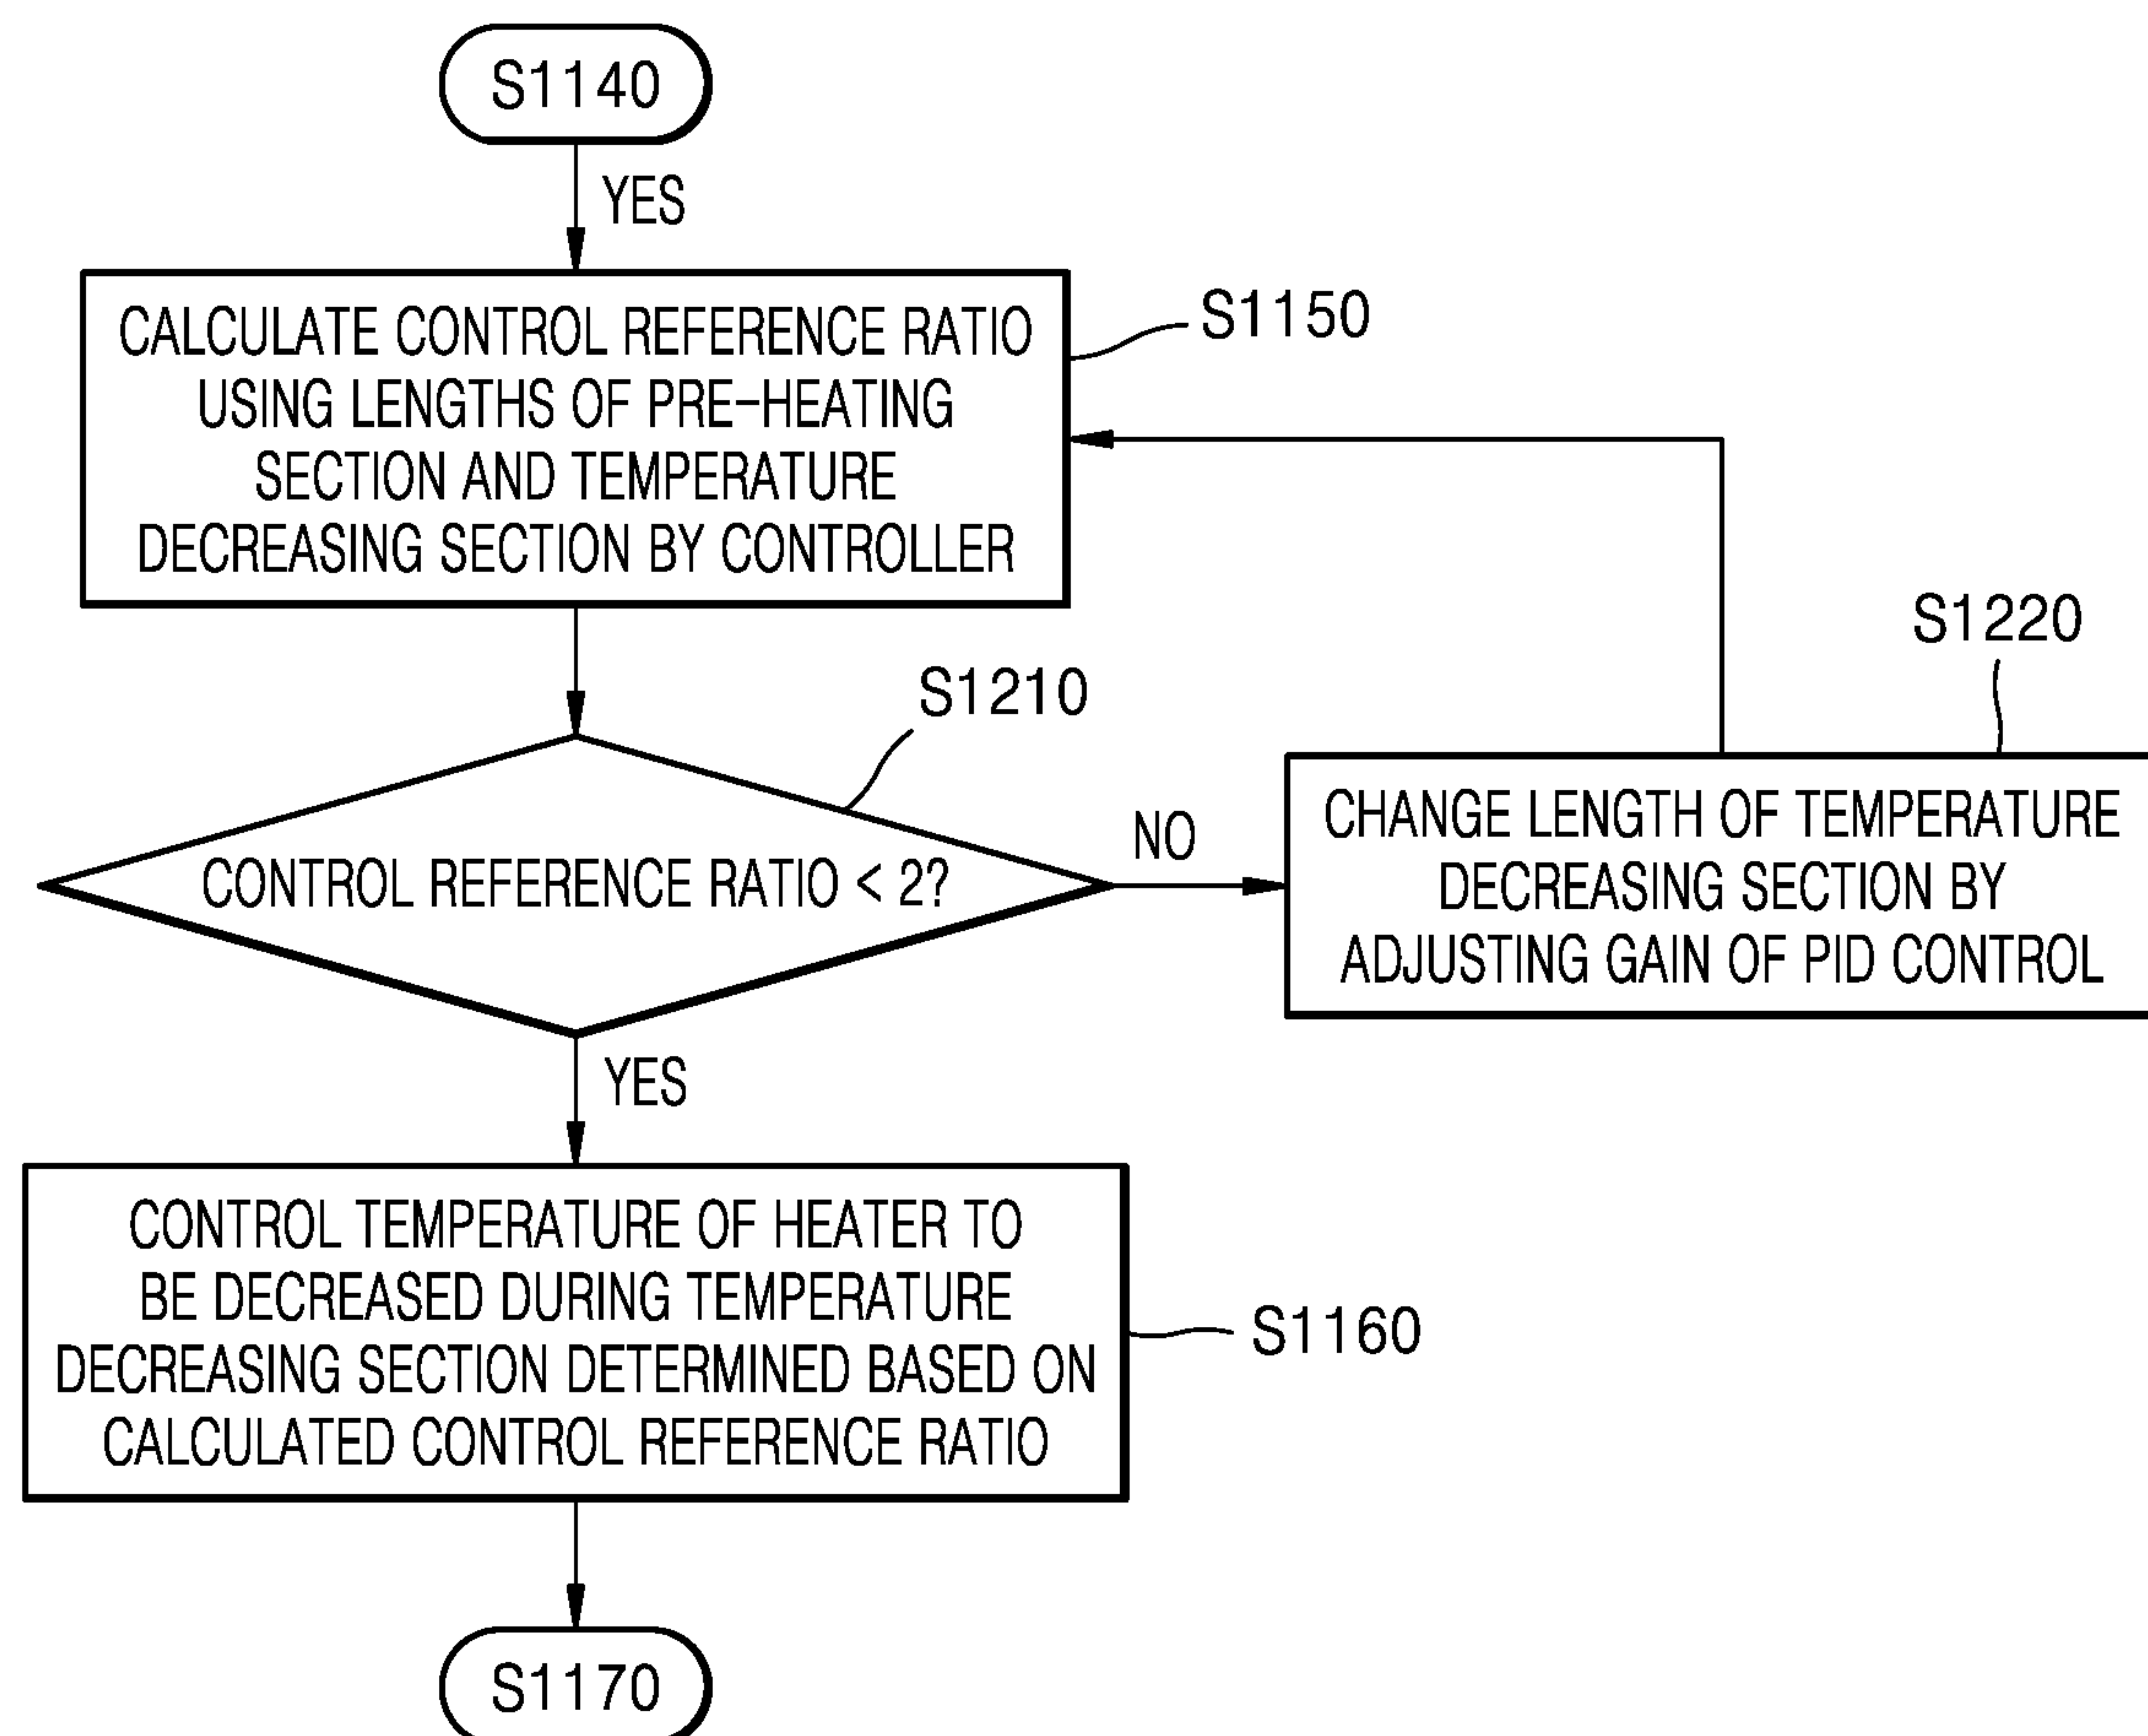 S1140
YES
CALCULATE CONTROL REFERENCE RATIO
USING LENGTHS OF PRE-HEATING
SECTION AND TEMPERATURE
DECREASING SECTION BY CONTROLLER
S1150
S1210
CONTROL REFERENCE RATIO < 2?
NO
S1220
CHANGE LENGTH OF TEMPERATURE
DECREASING SECTION BY
ADJUSTING GAIN OF PID CONTROL
YES
CONTROL TEMPERATURE OF HEATER TO
BE DECREASED DURING TEMPERATURE
DECREASING SECTION DETERMINED BASED ON
CALCULATED CONTROL REFERENCE RATIO
S1160
S1170